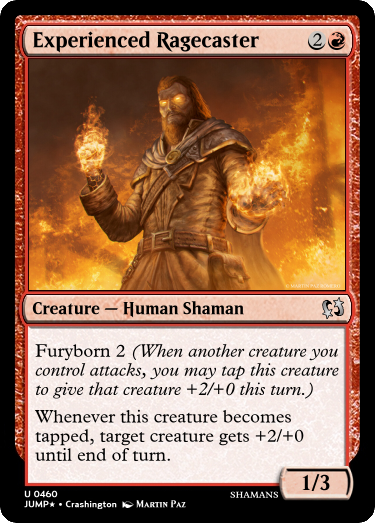 Experienced Ragecaster 2
Creature — Human Shaman
Furyborn 2 (When another creature you
control attacks, you may tap this creature
to give that creature +2/+0 this turn.)
Whenever this creature becomes
tapped, target creature gets +2/+0
until end of turn.
1/3
U 0460
SHAMANS
JUMP★ • Crashington Martin Paz